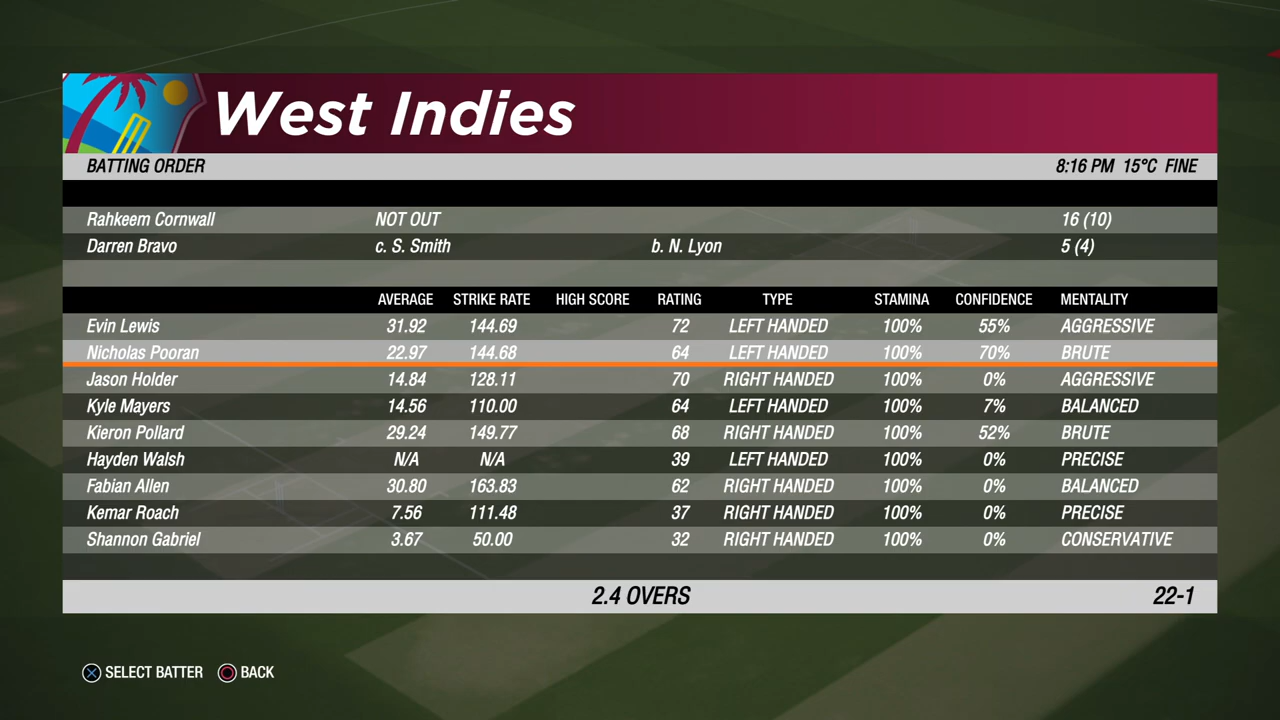 West Indies
BATTING ORDER 8:16 PM 15°C FINE
Rahkeem Cornwall NOT OUT 16 (10)
Darren Bravo c. S. Smith b. N. Lyon 5 (4)
AVERAGE STRIKE RATE HIGH SCORE RATING TYPE STAMINA CONFIDENCE MENTALITY
Evin Lewis 31.92 144.69 72 LEFT HANDED 100% 55% AGGRESSIVE
Nicholas Pooran 22.97 144.68 64 LEFT HANDED 100% 70% BRUTE
Jason Holder 14.84 128.11 70 RIGHT HANDED 100% 0% AGGRESSIVE
Kyle Mayers 14.56 110.00 64 LEFT HANDED 100% 7% BALANCED
Kieron Pollard 29.24 149.77 68 RIGHT HANDED 100% 52% BRUTE
Hayden Walsh N/A N/A 39 LEFT HANDED 100% 0% PRECISE
Fabian Allen 30.80 163.83 62 RIGHT HANDED 100% 0% BALANCED
Kemar Roach 7.56 111.48 37 RIGHT HANDED 100% 0% PRECISE
Shannon Gabriel 3.67 50.00 32 RIGHT HANDED 100% 0% CONSERVATIVE
2.4 OVERS 22-1
SELECT BATTER BACK